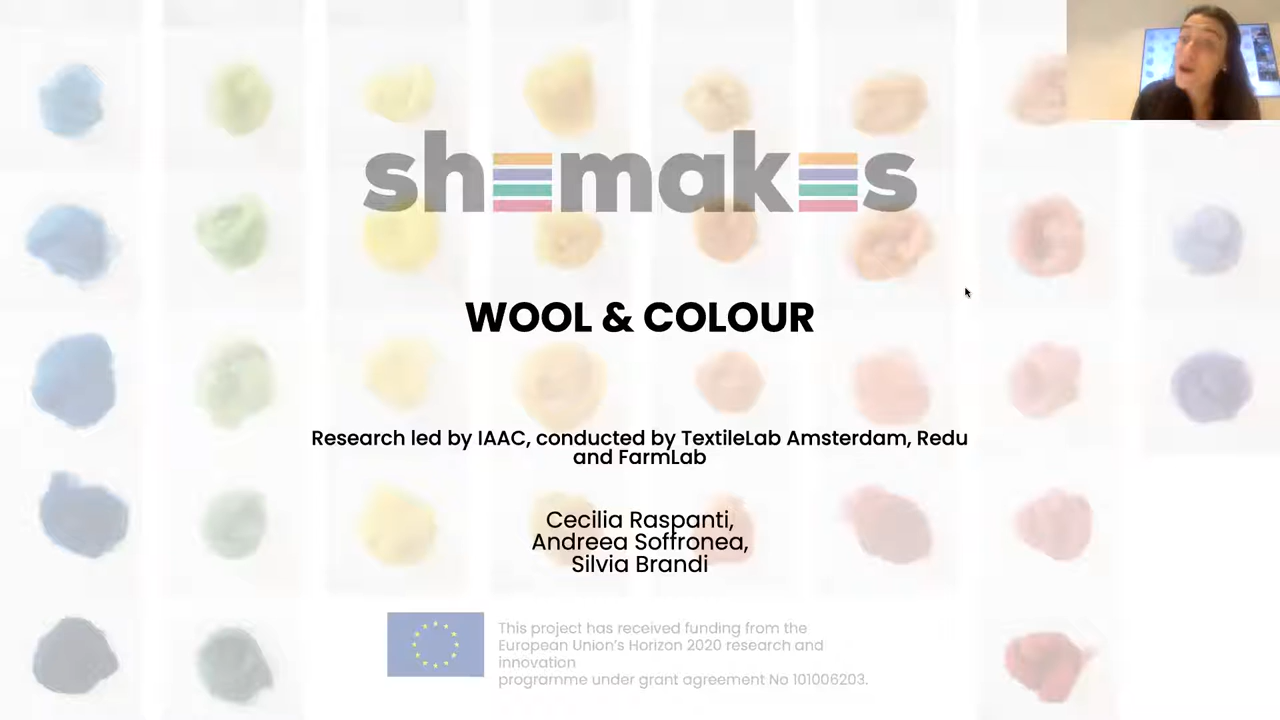 shemakes
WOOL & COLOUR
Research led by IAAC, conducted by TextileLab Amsterdam, Redu
and FarmLab
Cecilia Raspanti,
Andreea Soffronea,
Silvia Brandi
This project has received funding from the
European Union's Horizon 2020 research and
innovation
programme under grant agreement No 101006203.